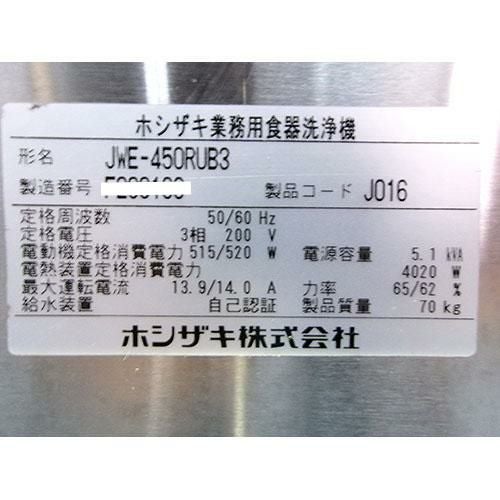 ホシザキ業務用食器洗浄機
形名 JWE-450RUB3
製造番号 製品コード J016
定格周波数 50/60 Hz
定格電圧 3相 200 V
電動機定格消費電力 515/520 W 電源容量 5.1 kVA
電熱装置定格消費電力 4020 W
最大運転電流 13.9/14.0 A 力率 65/62 %
給水装置 自己認証 製品質量 70 kg
ホシザキ株式会社